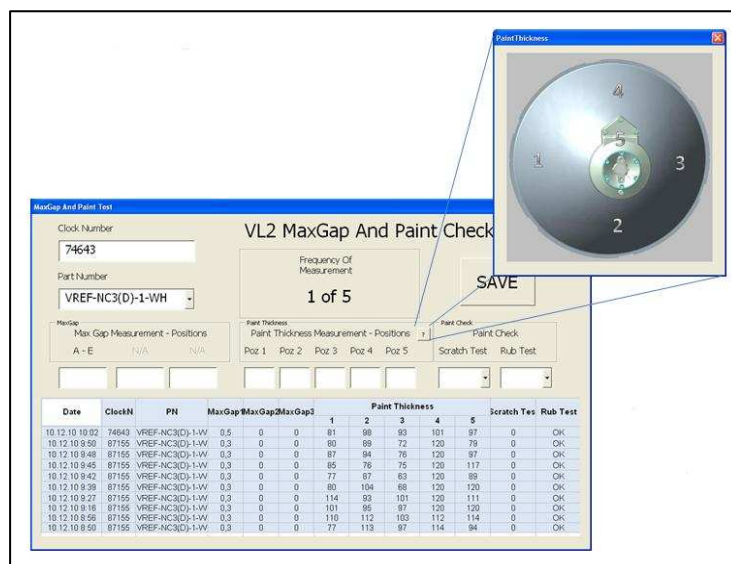 PaintThickness
4
5
1
3
2
MaxGap And Paint Test
Clock Number
VL2 MaxGap And Paint Check
74643
Frequency Of
Measurement
Part Number
1 of 5
SAVE
VREF-NC3(D)-1-WH
MaxGap
Paint Thickness
Paint Check
Max Gap Measurement - Positions
Paint Thickness Measurement - Positions
?
Paint Check
A - E N/A N/A
Poz 1 Poz 2 Poz 3 Poz 4 Poz 5
Scratch Test Rub Test
Date ClockN PN MaxGap1 MaxGap2 MaxGap3 Paint Thickness Scratch Tes Rub Test
1 2 3 4 5
10.12.10 10:02 74643 VREF-NC3(D)-1-W 0,5 0 0 81 98 93 101 97 0 OK
10.12.10 9:50 87155 VREF-NC3(D)-1-W 0,3 0 0 80 89 72 120 79 0 OK
10.12.10 9:48 87155 VREF-NC3(D)-1-W 0,3 0 0 87 94 76 120 97 0 OK
10.12.10 9:45 87155 VREF-NC3(D)-1-W 0,3 0 0 85 76 75 120 117 0 OK
10.12.10 9:42 87155 VREF-NC3(D)-1-W 0,3 0 0 77 87 63 120 89 0 OK
10.12.10 9:39 87155 VREF-NC3(D)-1-W 0,3 0 0 80 104 68 120 120 0 OK
10.12.10 9:27 87155 VREF-NC3(D)-1-W 0,3 0 0 114 93 101 120 111 0 OK
10.12.10 9:16 87155 VREF-NC3(D)-1-W 0,3 0 0 101 95 97 120 120 0 OK
10.12.10 8:56 87155 VREF-NC3(D)-1-W 0,3 0 0 110 112 103 112 114 0 OK
10.12.10 8:50 87155 VREF-NC3(D)-1-W 0,3 0 0 77 113 97 114 94 0 OK